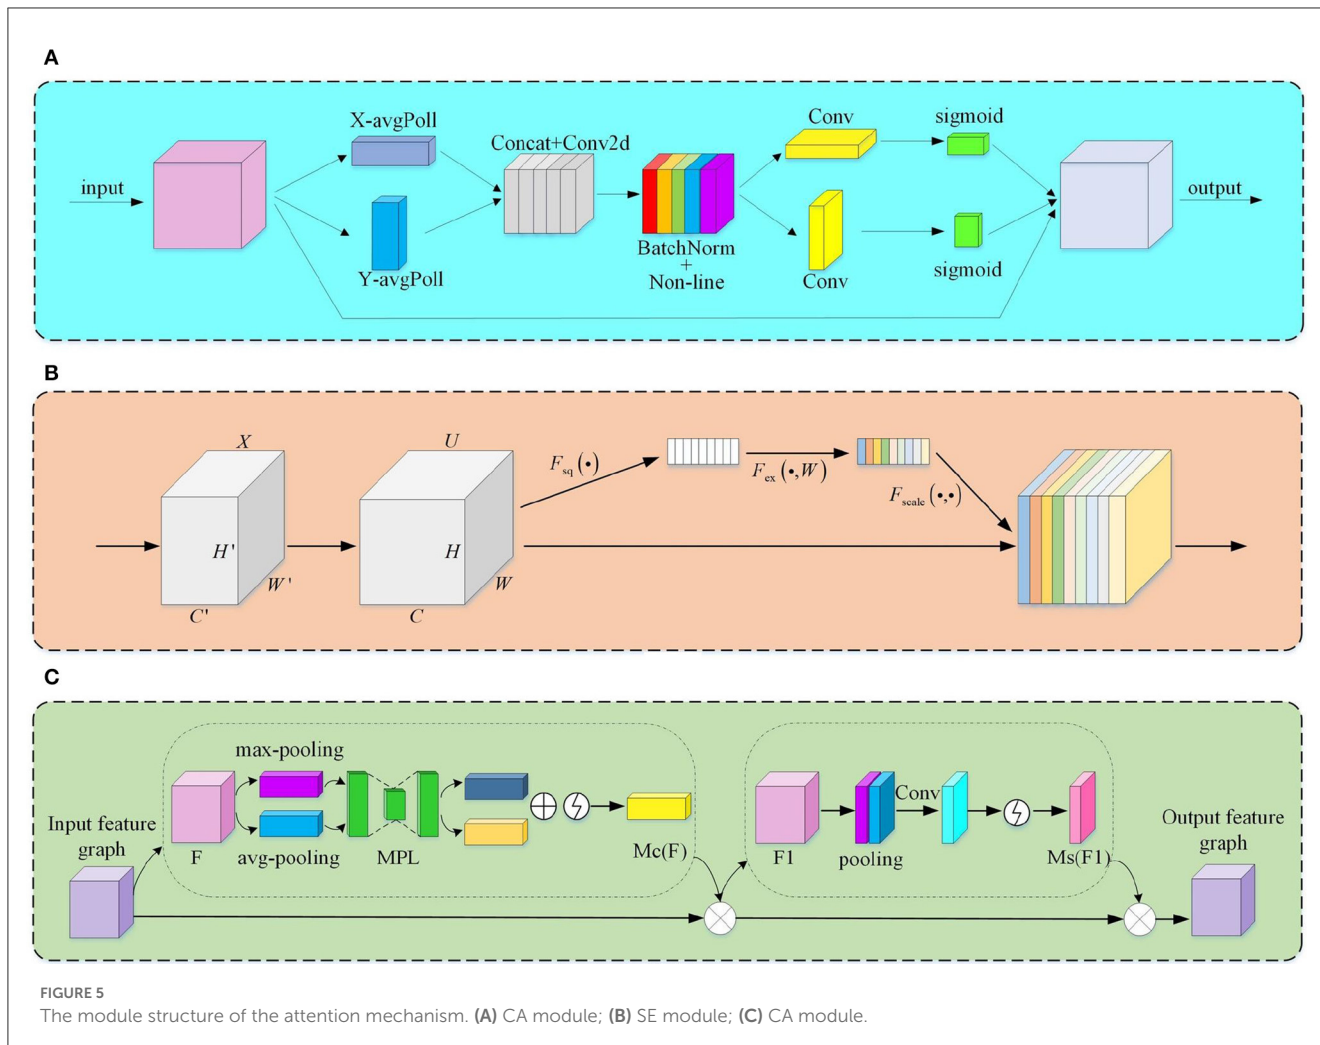 A
X-avgPoll
Conv
sigmoid
Concat+Conv2d
input
output
BatchNorm
+
Non-line
Y-avgPoll
Conv
sigmoid
B
X
U
F_sq (•)
F_ex (•,W)
F_scale (•,•)
H'
H
W'
W
C'
C
C
max-pooling
Conv
Input feature
graph
Output feature
graph
F
avg-pooling
MPL
Mc(F)
F1
pooling
Ms(F1)
FIGURE 5
The module structure of the attention mechanism. (A) CA module; (B) SE module; (C) CA module.